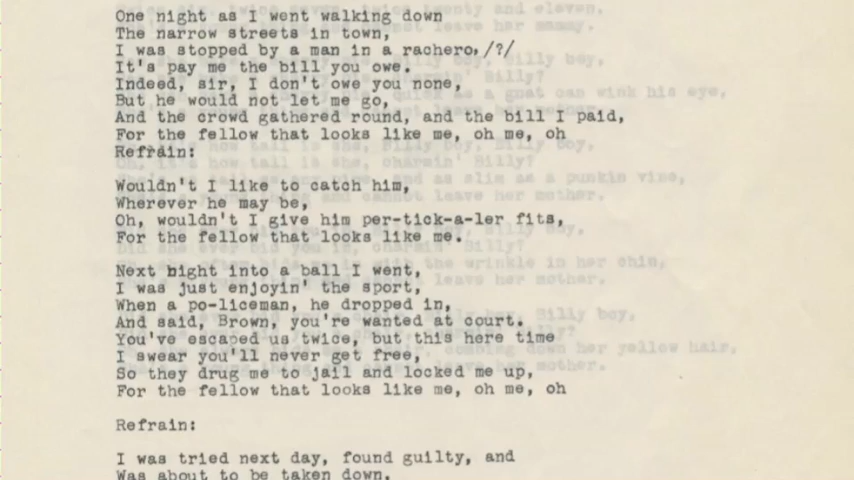 One night as I went walking down
The narrow streets in town,
I was stopped by a man in a rachero./?/
It's pay me the bill you owe.
Indeed, sir, I don't owe you none,
But he would not let me go,
And the crowd gathered round, and the bill I paid,
For the fellow that looks like me, oh me, oh
Refrain:
Wouldn't I like to catch him,
Wherever he may be,
Oh, wouldn't I give him per-tick-a-ler fits,
For the fellow that looks like me.
Next night into a ball I went,
I was just enjoyin' the sport,
When a po-liceman, he dropped in,
And said, Brown, you're wanted at court.
You've escaped us twice, but this here time
I swear you'll never get free,
So they drug me to jail and locked me up,
For the fellow that looks like me, oh me, oh
Refrain:
I was tried next day, found guilty, and
Was about to be taken down,